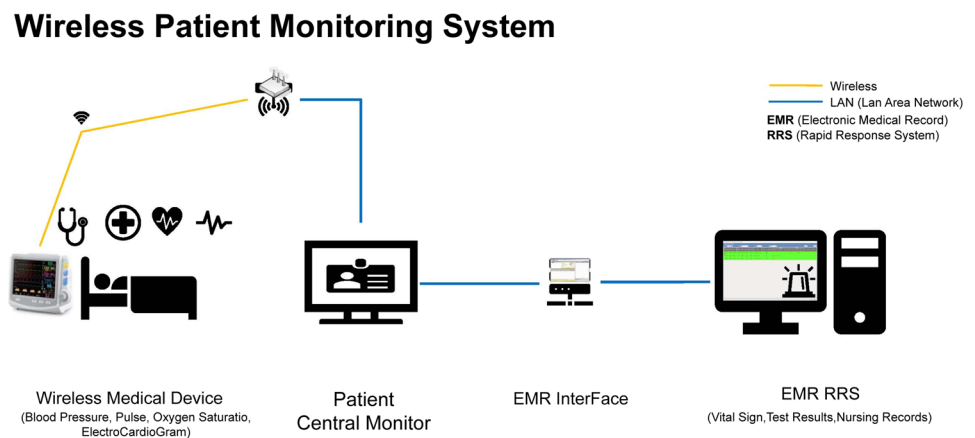 Wireless Patient Monitoring System
Wireless
LAN (Lan Area Network)
EMR (Electronic Medical Record)
RRS (Rapid Response System)
Wireless Medical Device
(Blood Pressure, Pulse, Oxygen Saturatio,
ElectroCardioGram)
Patient
Central Monitor
EMR InterFace
EMR RRS
(Vital Sign,Test Results,Nursing Records)